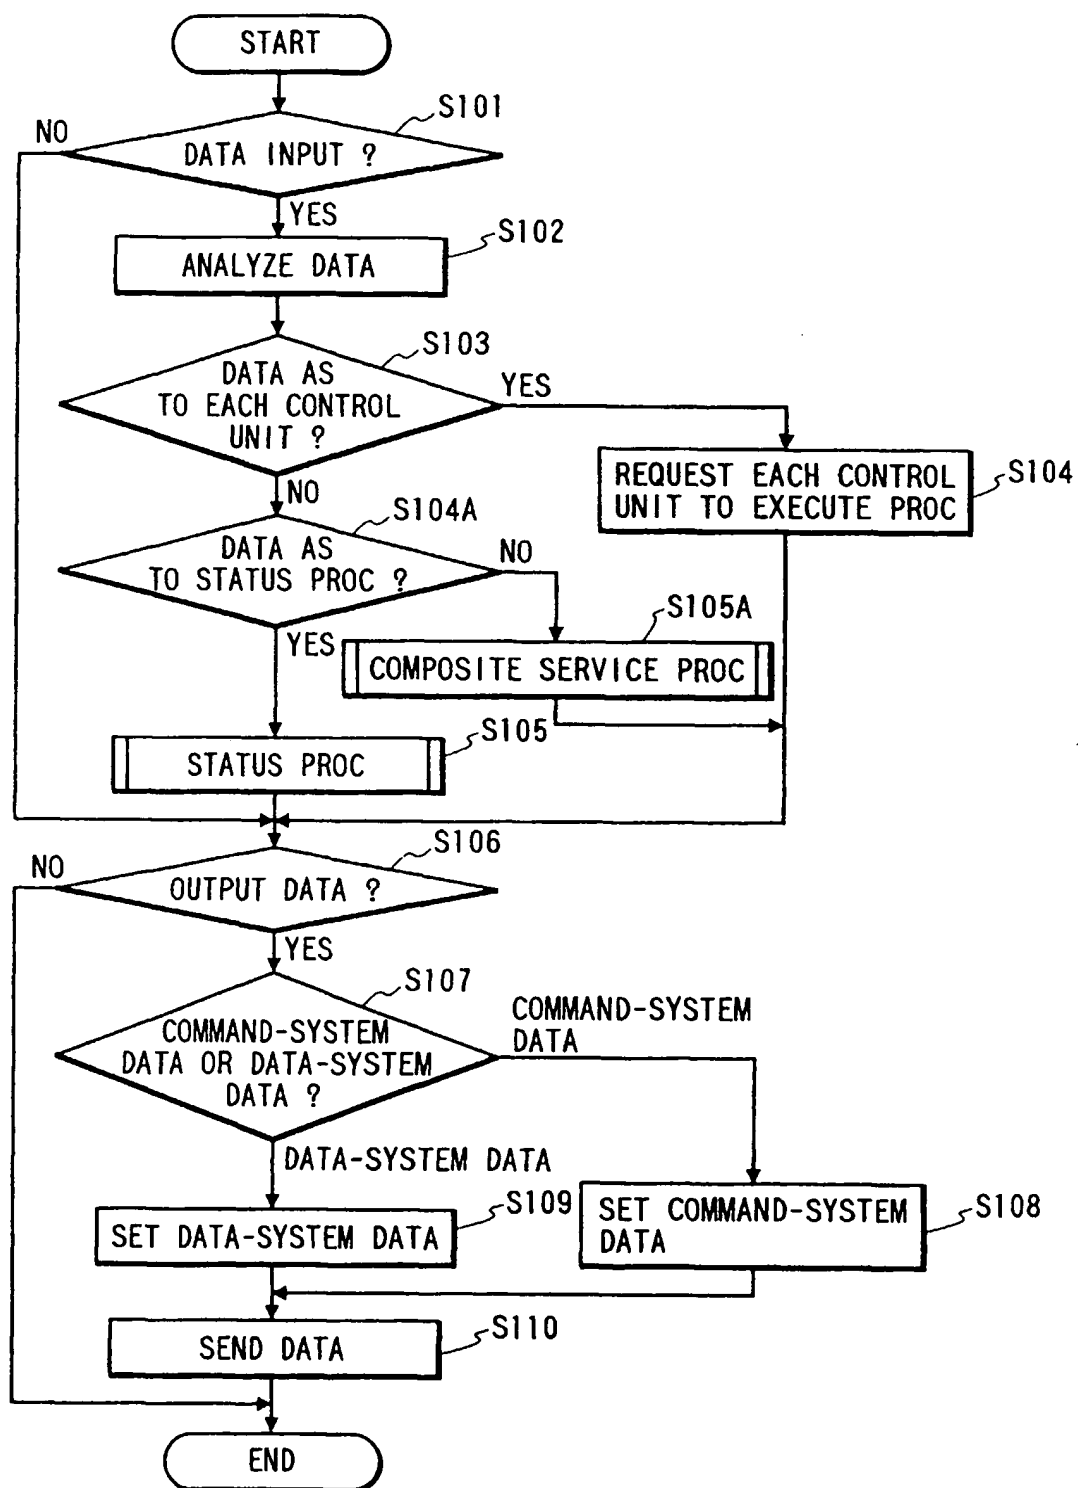 START
S101
NO
DATA INPUT ?
YES
S102
ANALYZE DATA
S103
DATA AS
TO EACH CONTROL
UNIT ?
YES
REQUEST EACH CONTROL
UNIT TO EXECUTE PROC
S104
NO
S104A
DATA AS
TO STATUS PROC ?
NO
YES
S105A
COMPOSITE SERVICE PROC
S105
STATUS PROC
S106
NO
OUTPUT DATA ?
YES
S107
COMMAND-SYSTEM
DATA OR DATA-SYSTEM
DATA ?
COMMAND-SYSTEM
DATA
DATA-SYSTEM DATA
S109
SET DATA-SYSTEM DATA
SET COMMAND-SYSTEM
DATA
S108
S110
SEND DATA
END